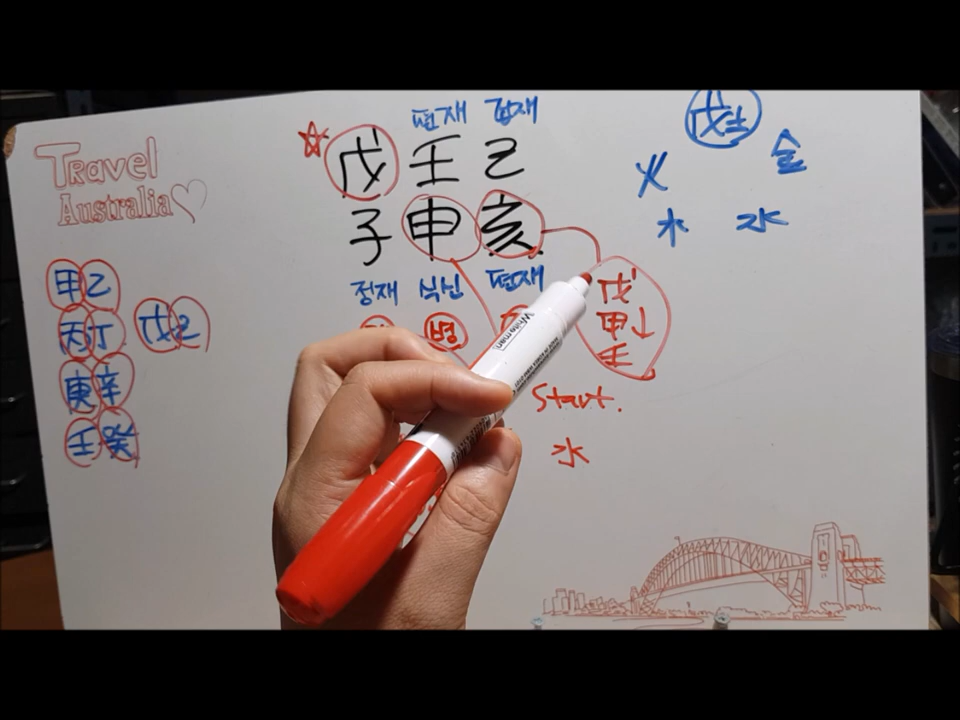 Travel
Australia
편재 겁재
戊 壬 己
子 申 亥
정재 식신 편재
병
戊土
火 金
木 水
甲乙
丙丁 戊己
庚辛
壬癸
戊
甲↓
壬
Start.
水
Whiteman